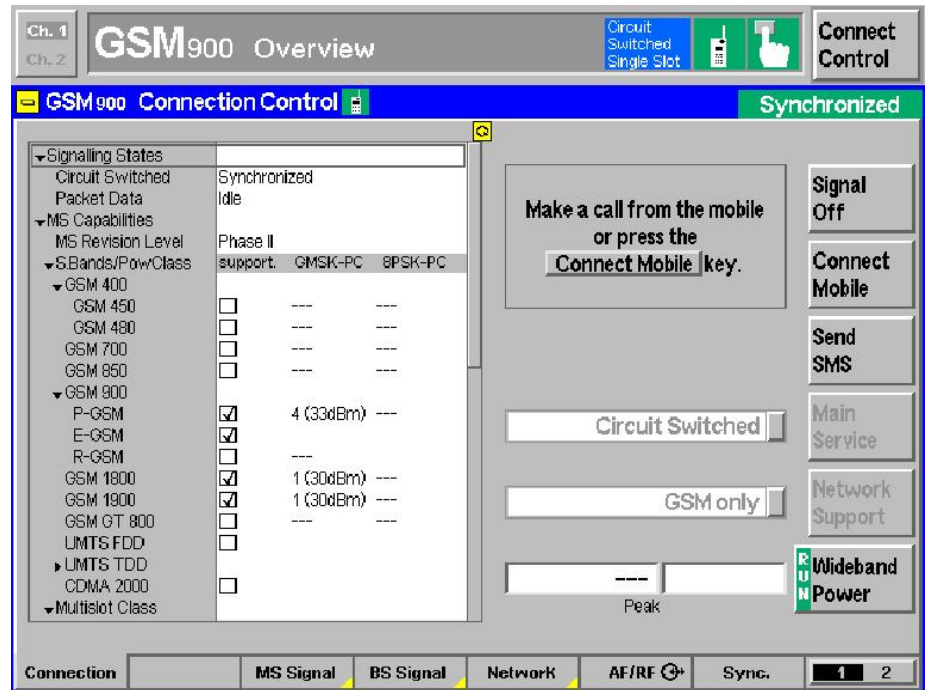 Ch. 1
Ch. 2
GSM900 Overview
Circuit
Switched
Single Slot
Connect
Control
GSM900 Connection Control
Synchronized
Signalling States
Circuit Switched Synchronized
Packet Data Idle
MS Capabilities
MS Revision Level Phase II
S.Bands/PowClass support. GMSK-PC 8PSK-PC
GSM 400
GSM 450 --- ---
GSM 480 --- ---
GSM 700 --- ---
GSM 850 --- ---
GSM 900
P-GSM 4 (33dBm) ---
E-GSM
R-GSM ---
GSM 1800 1 (30dBm) ---
GSM 1900 1 (30dBm) ---
GSM GT 800 --- ---
UMTS FDD
UMTS TDD
CDMA 2000
Multislot Class
Make a call from the mobile
or press the
Connect Mobile key.
Circuit Switched
GSM only
---
Peak
Signal
Off
Connect
Mobile
Send
SMS
Main
Service
Network
Support
RUN
Wideband
Power
Connection MS Signal BS Signal Network AF/RF Sync. 1 2